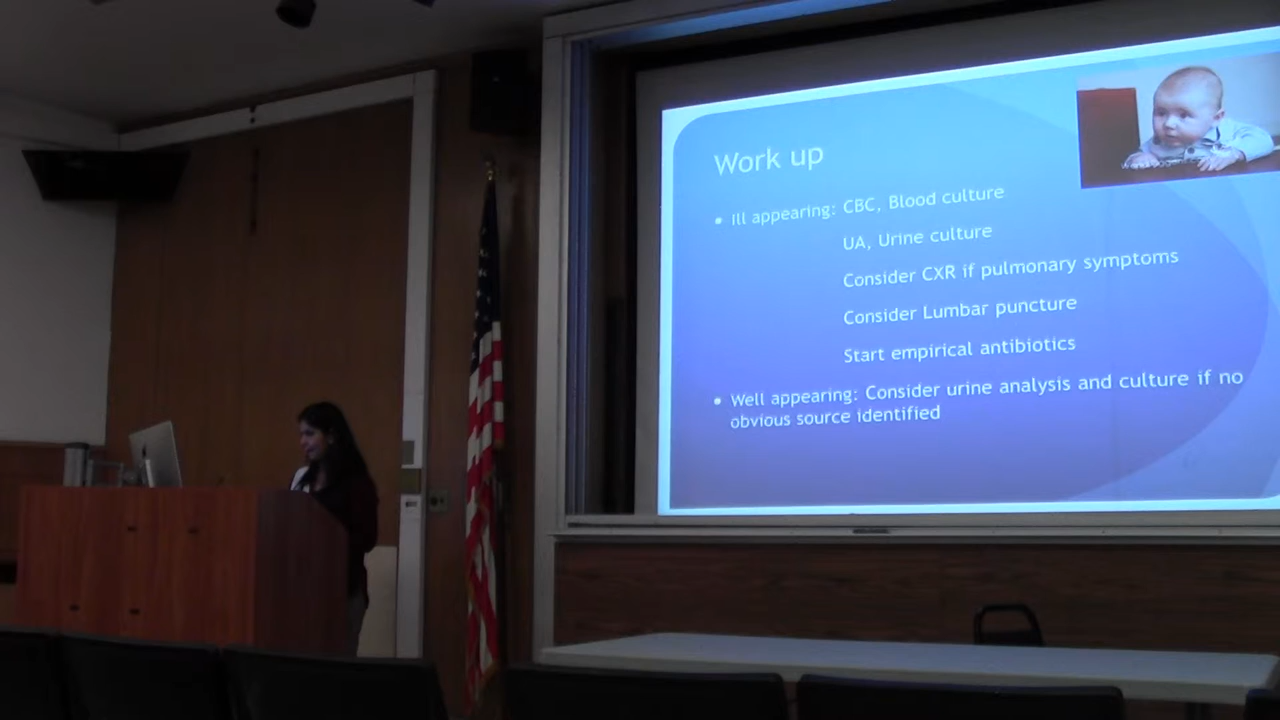 Work up
• Ill appearing: CBC, Blood culture
UA, Urine culture
Consider CXR if pulmonary symptoms
Consider Lumbar puncture
Start empirical antibiotics
• Well appearing: Consider urine analysis and culture if no
obvious source identified